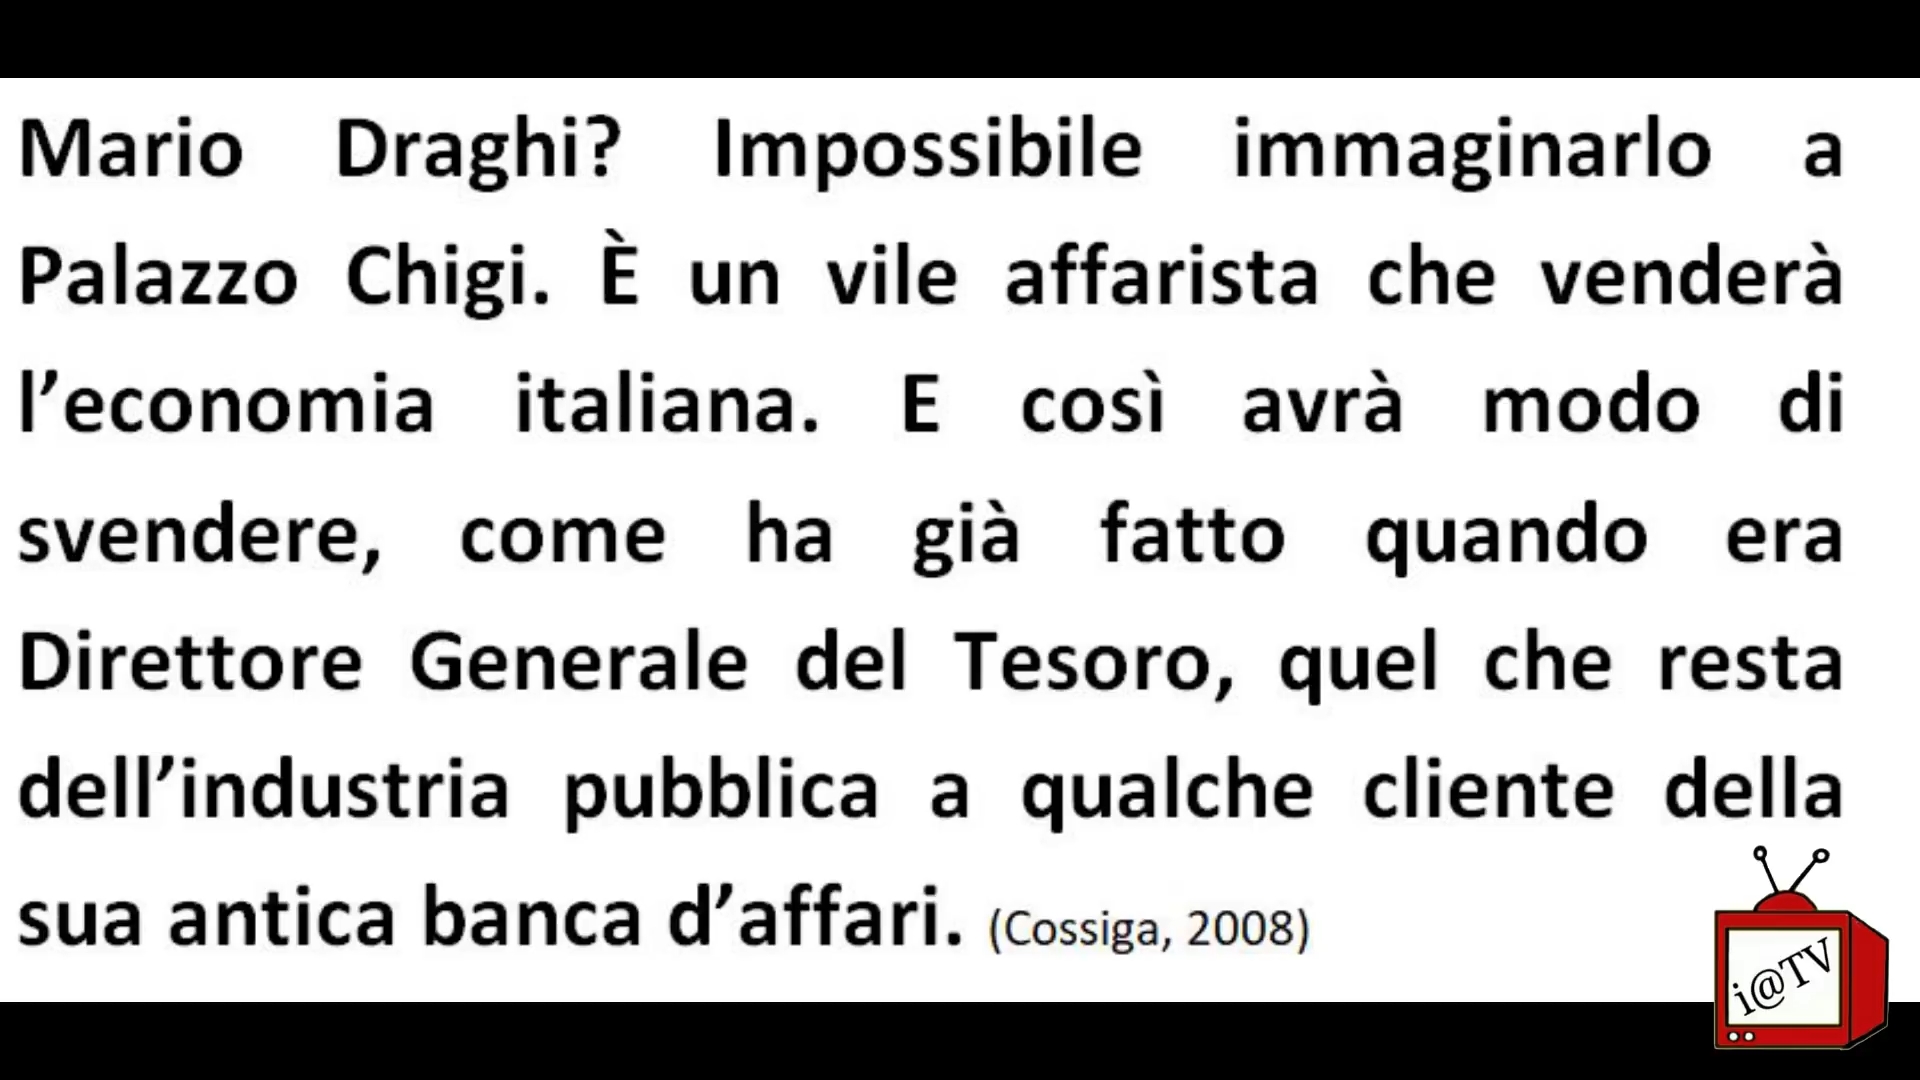 Mario Draghi? Impossibile immaginarlo a
Palazzo Chigi. È un vile affarista che venderà
l’economia italiana. E così avrà modo di
svendere, come ha già fatto quando era
Direttore Generale del Tesoro, quel che resta
dell’industria pubblica a qualche cliente della
sua antica banca d’affari. (Cossiga, 2008)
i@TV